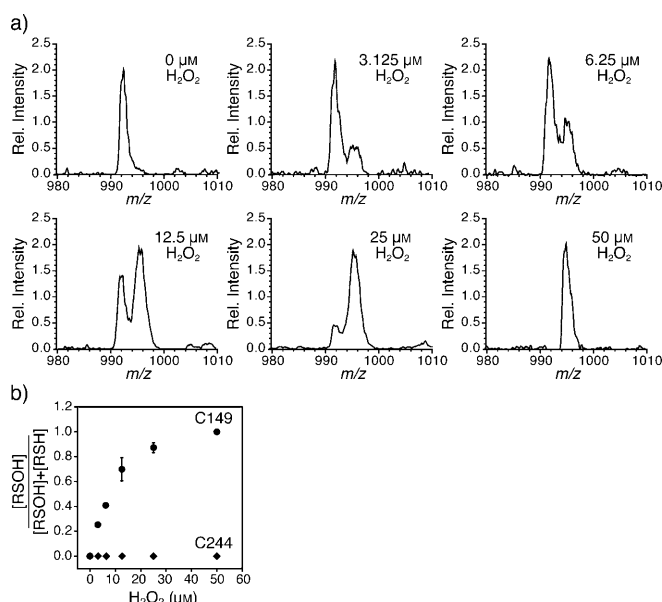 a)
0 µM
H₂O₂
Rel. Intensity
2.5
2.0
1.5
1.0
0.5
0.0
980 990 1000 1010
m/z
3.125 µM
H₂O₂
Rel. Intensity
2.5
2.0
1.5
1.0
0.5
0.0
980 990 1000 1010
m/z
6.25 µM
H₂O₂
Rel. Intensity
2.5
2.0
1.5
1.0
0.5
0.0
980 990 1000 1010
m/z
12.5 µM
H₂O₂
Rel. Intensity
2.5
2.0
1.5
1.0
0.5
0.0
980 990 1000 1010
m/z
25 µM
H₂O₂
Rel. Intensity
2.5
2.0
1.5
1.0
0.5
0.0
980 990 1000 1010
m/z
50 µM
H₂O₂
Rel. Intensity
2.5
2.0
1.5
1.0
0.5
0.0
980 990 1000 1010
m/z
b)
[RSOH]
[RSOH]+[RSH]
1.2
1.0
0.8
0.6
0.4
0.2
0.0
C149
C244
0 10 20 30 40 50 60
H₂O₂ (µM)